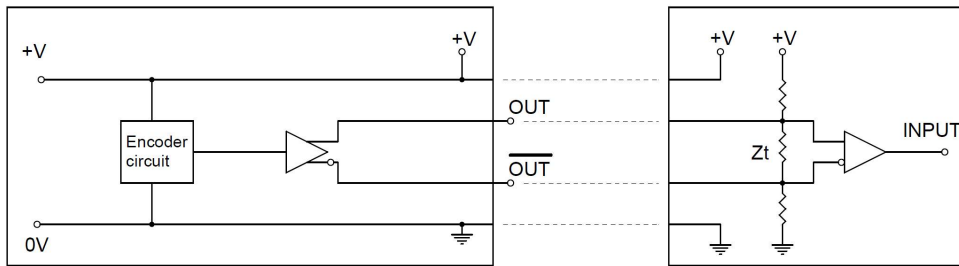 +V
+V
+V
+V
OUT
INPUT
Encoder
circuit
Zt
OUT
0V